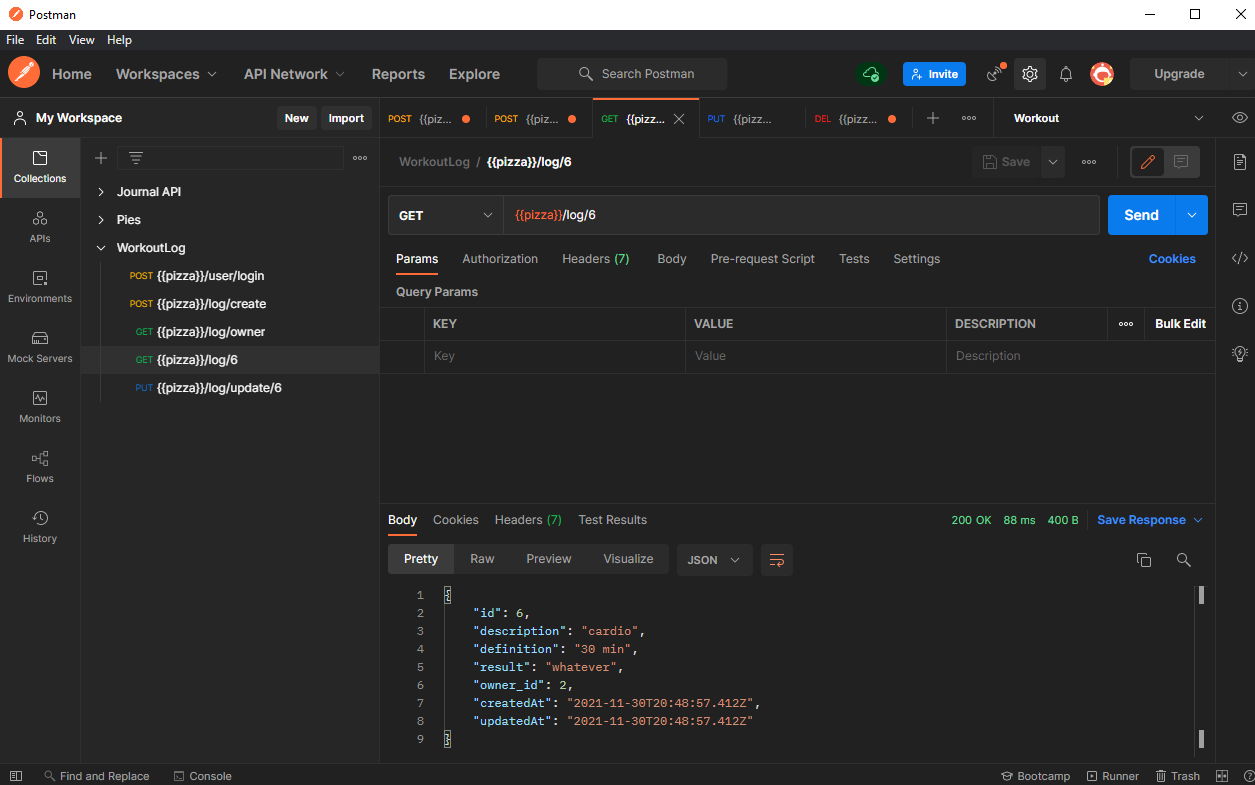 Postman
File Edit View Help
Home Workspaces API Network Reports Explore Search Postman Invite Upgrade
My Workspace New Import
POST {{piz... POST {{piz... GET {{pizz... PUT {{pizz... DEL {{pizz... Workout
Collections
APIs
Environments
Mock Servers
Monitors
Flows
History
Journal API
Pies
WorkoutLog
POST {{pizza}}/user/login
POST {{pizza}}/log/create
GET {{pizza}}/log/owner
GET {{pizza}}/log/6
PUT {{pizza}}/log/update/6
WorkoutLog / {{pizza}}/log/6 Save
GET {{pizza}}/log/6 Send
Params Authorization Headers (7) Body Pre-request Script Tests Settings Cookies
Query Params
KEY VALUE DESCRIPTION Bulk Edit
Key Value Description
Body Cookies Headers (7) Test Results 200 OK 88 ms 400 B Save Response
Pretty Raw Preview Visualize JSON
1 {
2 "id": 6,
3 "description": "cardio",
4 "definition": "30 min",
5 "result": "whatever",
6 "owner_id": 2,
7 "createdAt": "2021-11-30T20:48:57.412Z",
8 "updatedAt": "2021-11-30T20:48:57.412Z"
9 }
Find and Replace Console Bootcamp Runner Trash